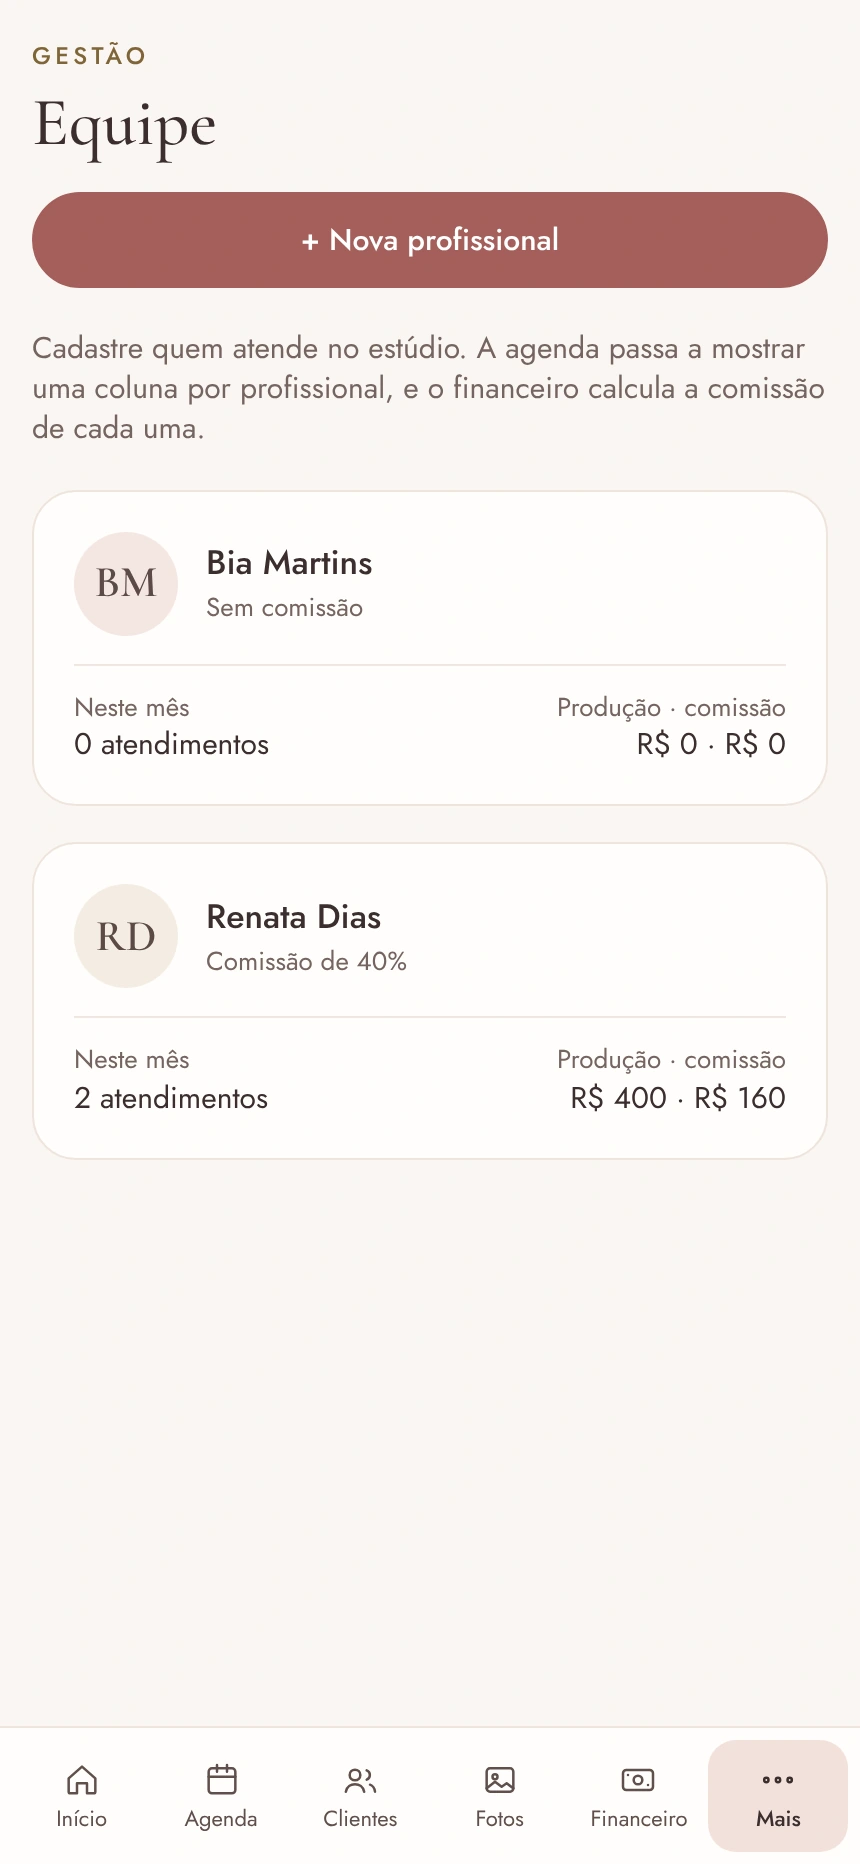 GESTÃO
Equipe
+ Nova profissional
Cadastre quem atende no estúdio. A agenda passa a mostrar
uma coluna por profissional, e o financeiro calcula a comissão
de cada uma.
BM
Bia Martins
Sem comissão
Neste mês
0 atendimentos
Produção · comissão
R$ 0 · R$ 0
RD
Renata Dias
Comissão de 40%
Neste mês
2 atendimentos
Produção · comissão
R$ 400 · R$ 160
Início
Agenda
Clientes
Fotos
Financeiro
Mais